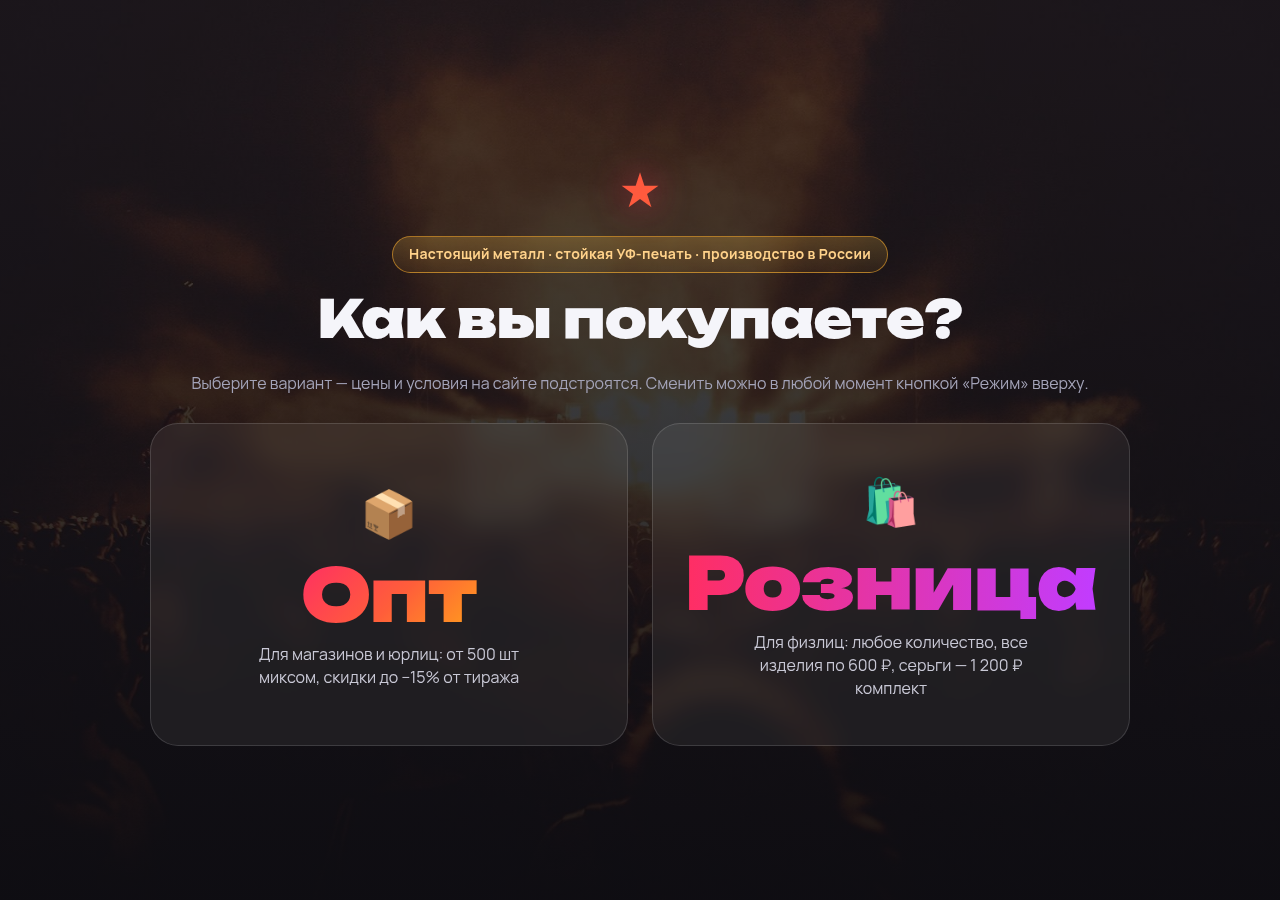 Настоящий металл · стойкая УФ-печать · производство в России
Как вы покупаете?
Выберите вариант — цены и условия на сайте подстроятся. Сменить можно в любой момент кнопкой «Режим» вверху.
Опт
Для магазинов и юрлиц: от 500 шт
миксом, скидки до −15% от тиража
Розница
Для физлиц: любое количество, все
изделия по 600 ₽, серьги — 1 200 ₽
комплект